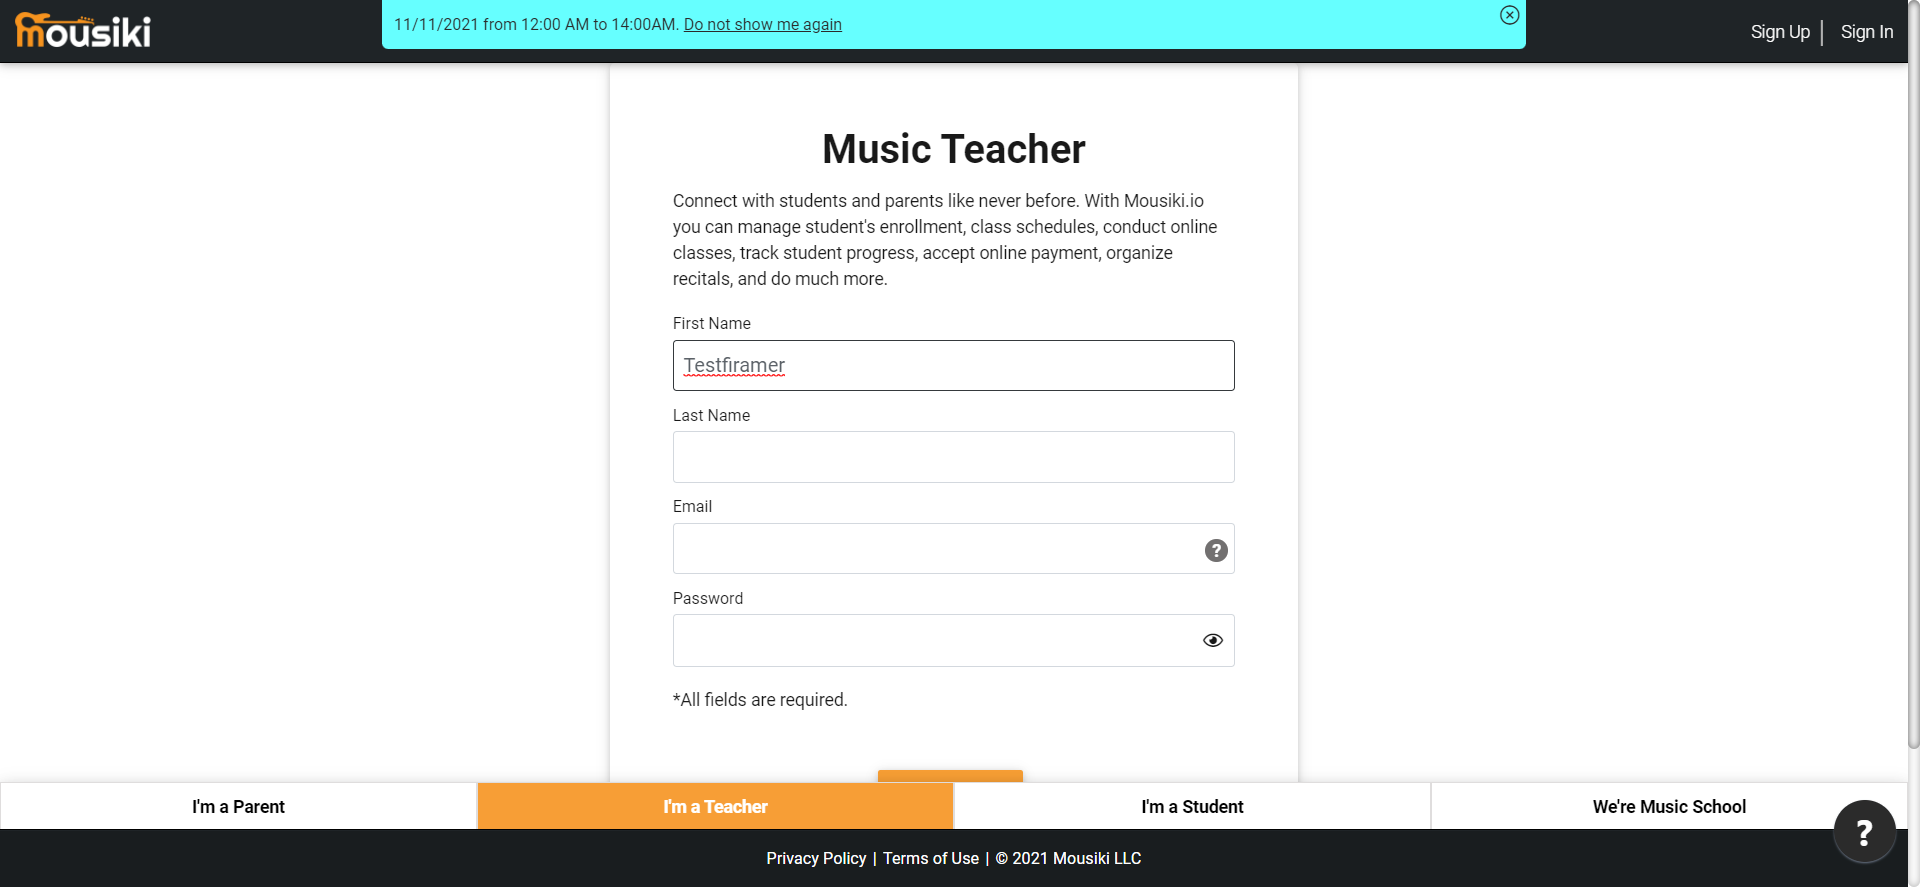 mousiki
11/11/2021 from 12:00 AM to 14:00AM. Do not show me again
Sign Up | Sign In
Music Teacher
Connect with students and parents like never before. With Mousiki.io
you can manage student's enrollment, class schedules, conduct online
classes, track student progress, accept online payment, organize
recitals, and do much more.
First Name
Testfiramer
Last Name
Email
?
Password
*All fields are required.
I'm a Parent
I'm a Teacher
I'm a Student
We're Music School
?
Privacy Policy | Terms of Use | © 2021 Mousiki LLC